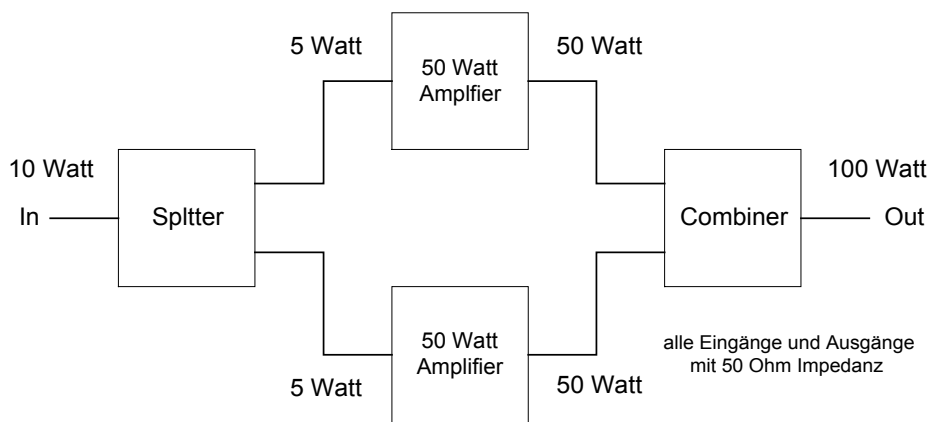 5 Watt
50 Watt
Amplfier
50 Watt
10 Watt
In
Spltter
Combiner
100 Watt
Out
50 Watt
Amplifier
5 Watt
50 Watt
alle Eingänge und Ausgänge
mit 50 Ohm Impedanz